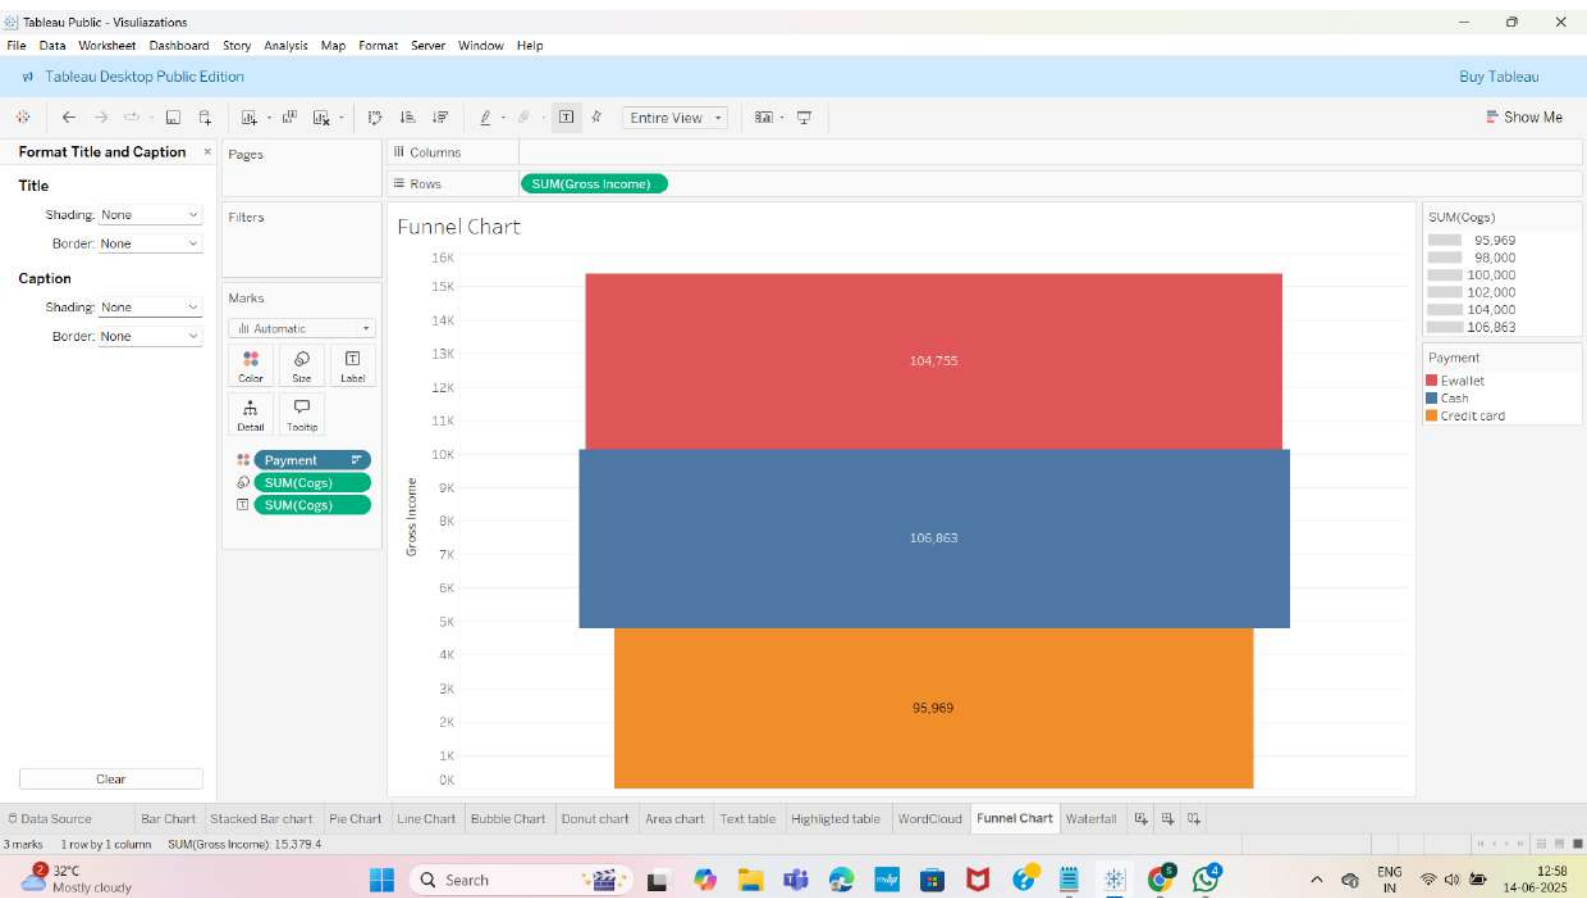 Tableau Public - Visuliazations
File Data Worksheet Dashboard Story Analysis Map Format Server Window Help
Tableau Desktop Public Edition
Buy Tableau
Entire View
Show Me
Format Title and Caption
Title
Shading: None
Border: None
Caption
Shading: None
Border: None
Clear
Pages
Filters
Marks
Automatic
Color Size Label
Detail Tooltip
Payment
SUM(Cogs)
SUM(Cogs)
Columns
Rows
SUM(Gross Income)
Funnel Chart
Gross Income
16K
15K
14K
13K
12K
11K
10K
9K
8K
7K
6K
5K
4K
3K
2K
1K
0K
104,755
106,863
95,969
SUM(Cogs)
95,969
98,000
100,000
102,000
104,000
106,863
Payment
Ewallet
Cash
Credit card
Data Source Bar Chart Stacked Bar chart Pie Chart Line Chart Bubble Chart Donut chart Area chart Text table Highligted table WordCloud Funnel Chart Waterfall
3 marks 1 row by 1 column SUM(Gross Income): 15,379.4
2
32°C
Mostly cloudy
Search
4
ENG
IN
12:58
14-06-2025